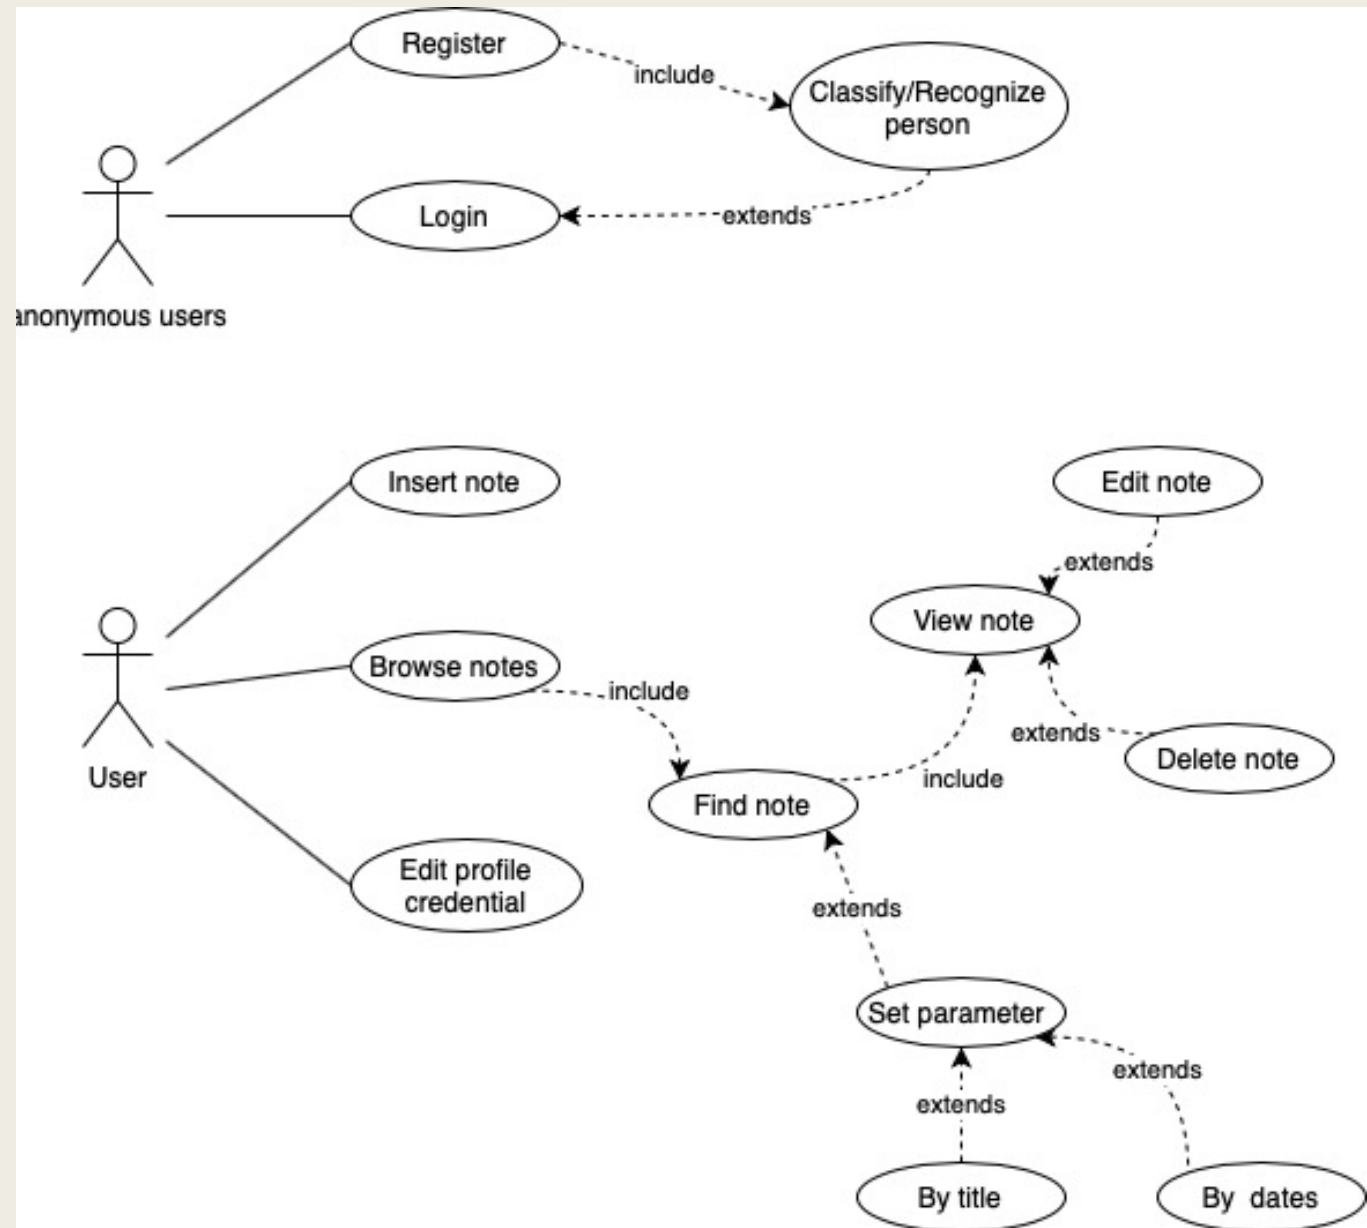 Register
include
Classify/Recognize
person
Login
extends
anonymous users
Insert note
Edit note
extends
View note
Browse notes
include
extends
Delete note
User
include
Find note
Edit profile
credential
extends
Set parameter
extends
extends
By title
By dates